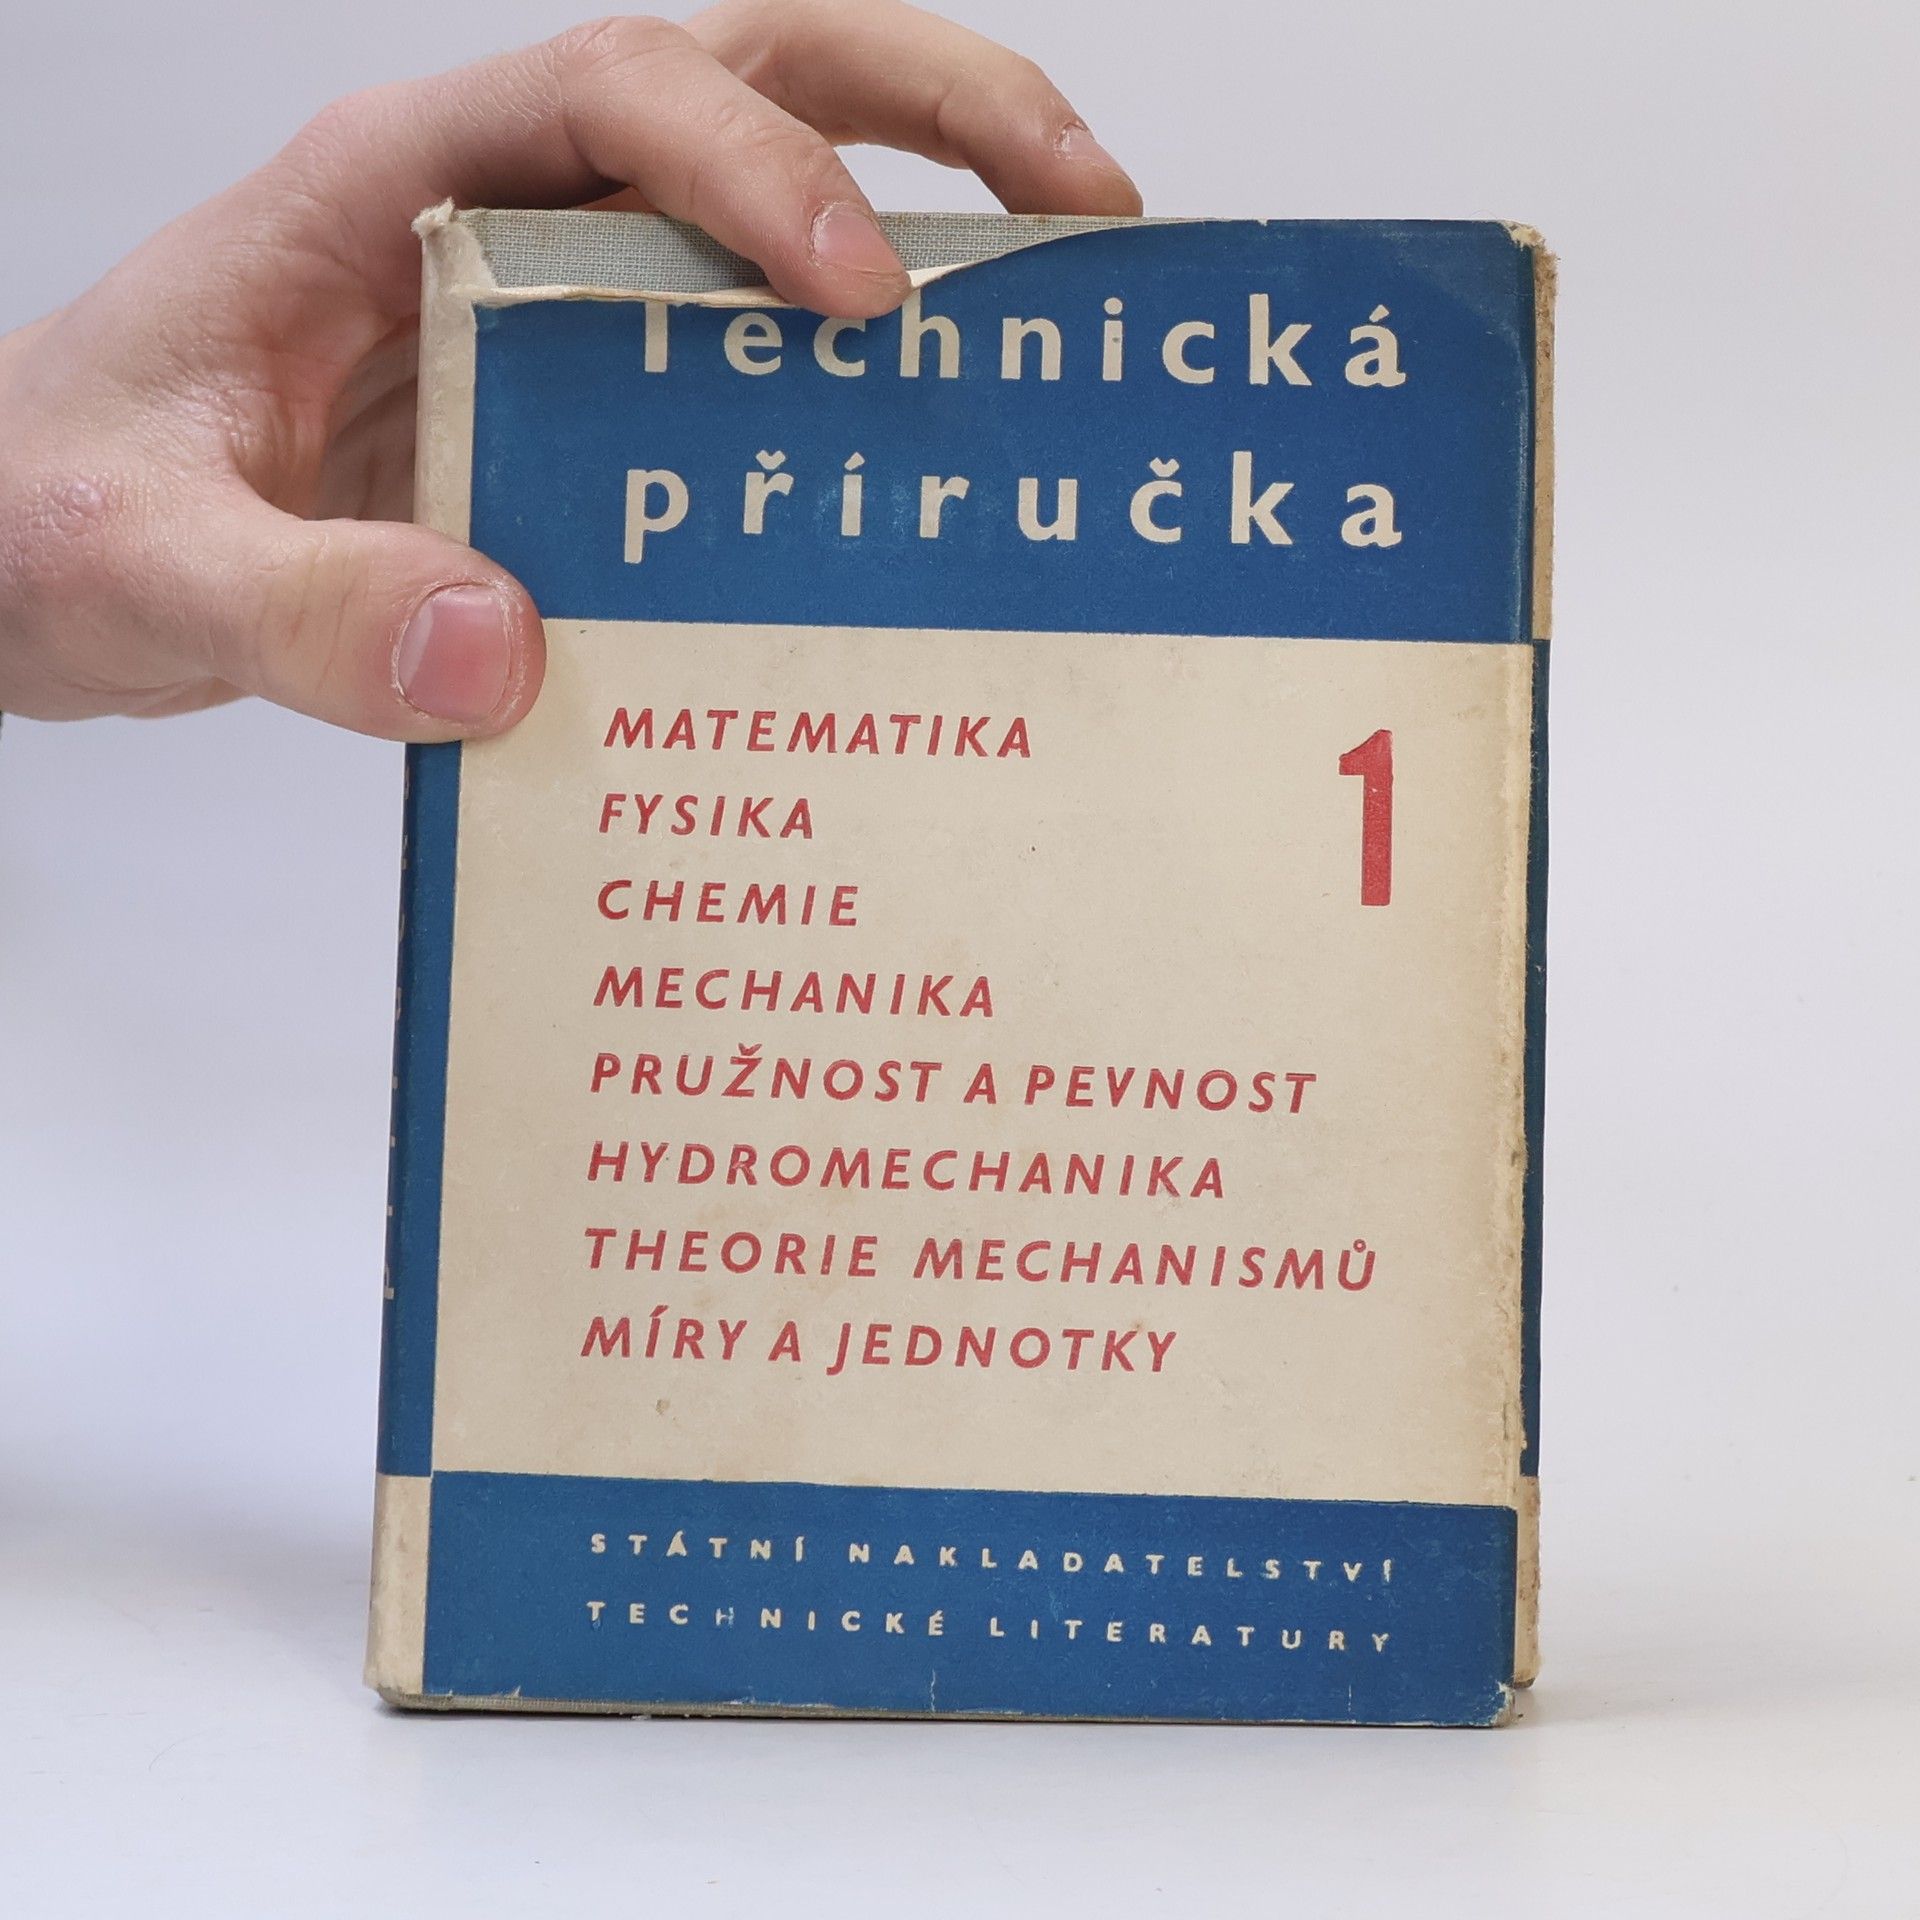 Technická
příručka
1
MATEMATIKA
FYSIKA
CHEMIE
MECHANIKA
PRUŽNOST A PEVNOST
HYDROMECHANIKA
THEORIE MECHANISMŮ
MÍRY A JEDNOTKY
STÁTNÍ NAKLADATELSTVÍ
TECHNICKÉ LITERATURY